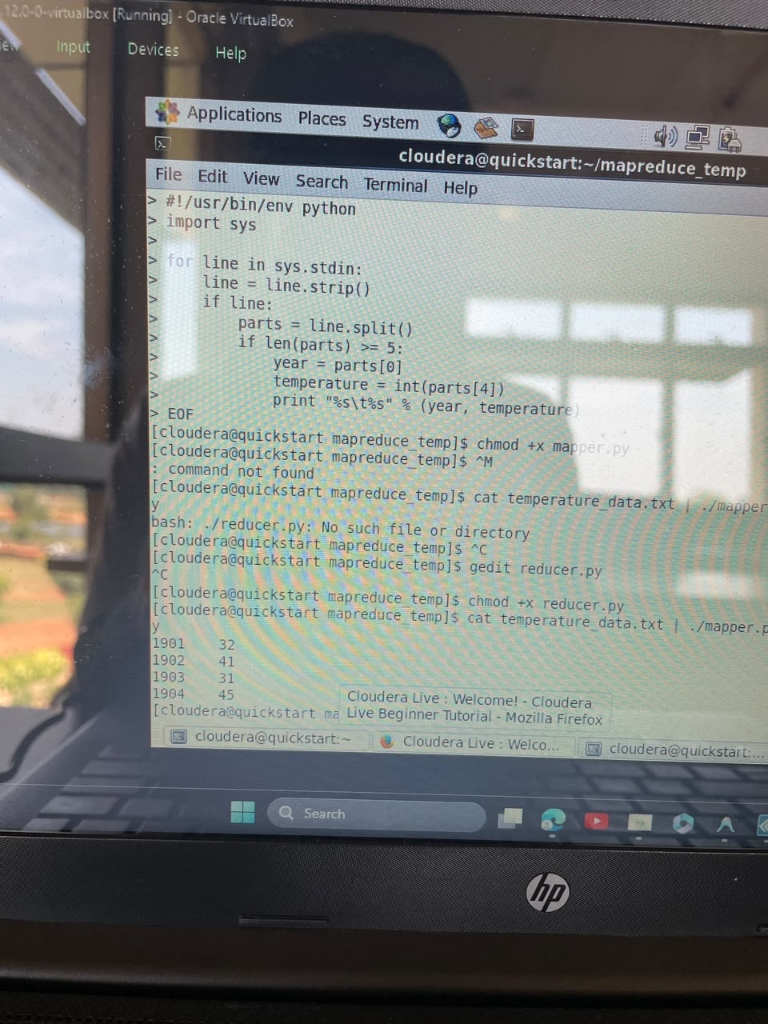 12.0-0-virtualbox [Running] - Oracle VirtualBox
Input Devices Help
Applications Places System
cloudera@quickstart:~/mapreduce_temp
File Edit View Search Terminal Help
> #!/usr/bin/env python
> import sys
>
> for line in sys.stdin:
>     line = line.strip()
>     if line:
>         parts = line.split()
>         if len(parts) >= 5:
>             year = parts[0]
>             temperature = int(parts[4])
>             print "%s\t%s" % (year, temperature)
> EOF
[cloudera@quickstart mapreduce_temp]$ chmod +x mapper.py
[cloudera@quickstart mapreduce_temp]$ ^M
: command not found
[cloudera@quickstart mapreduce_temp]$ cat temperature_data.txt | ./mapper
y
bash: ./reducer.py: No such file or directory
[cloudera@quickstart mapreduce_temp]$ ^C
[cloudera@quickstart mapreduce_temp]$ gedit reducer.py
^C
[cloudera@quickstart mapreduce_temp]$ chmod +x reducer.py
[cloudera@quickstart mapreduce_temp]$ cat temperature_data.txt | ./mapper.p
y
1901 32
1902 41
1903 31
1904 45
[cloudera@quickstart ma
Cloudera Live : Welcome! - Cloudera
Live Beginner Tutorial - Mozilla Firefox
cloudera@quickstart:~ Cloudera Live : Welco... cloudera@quickstart:...
Search
hp